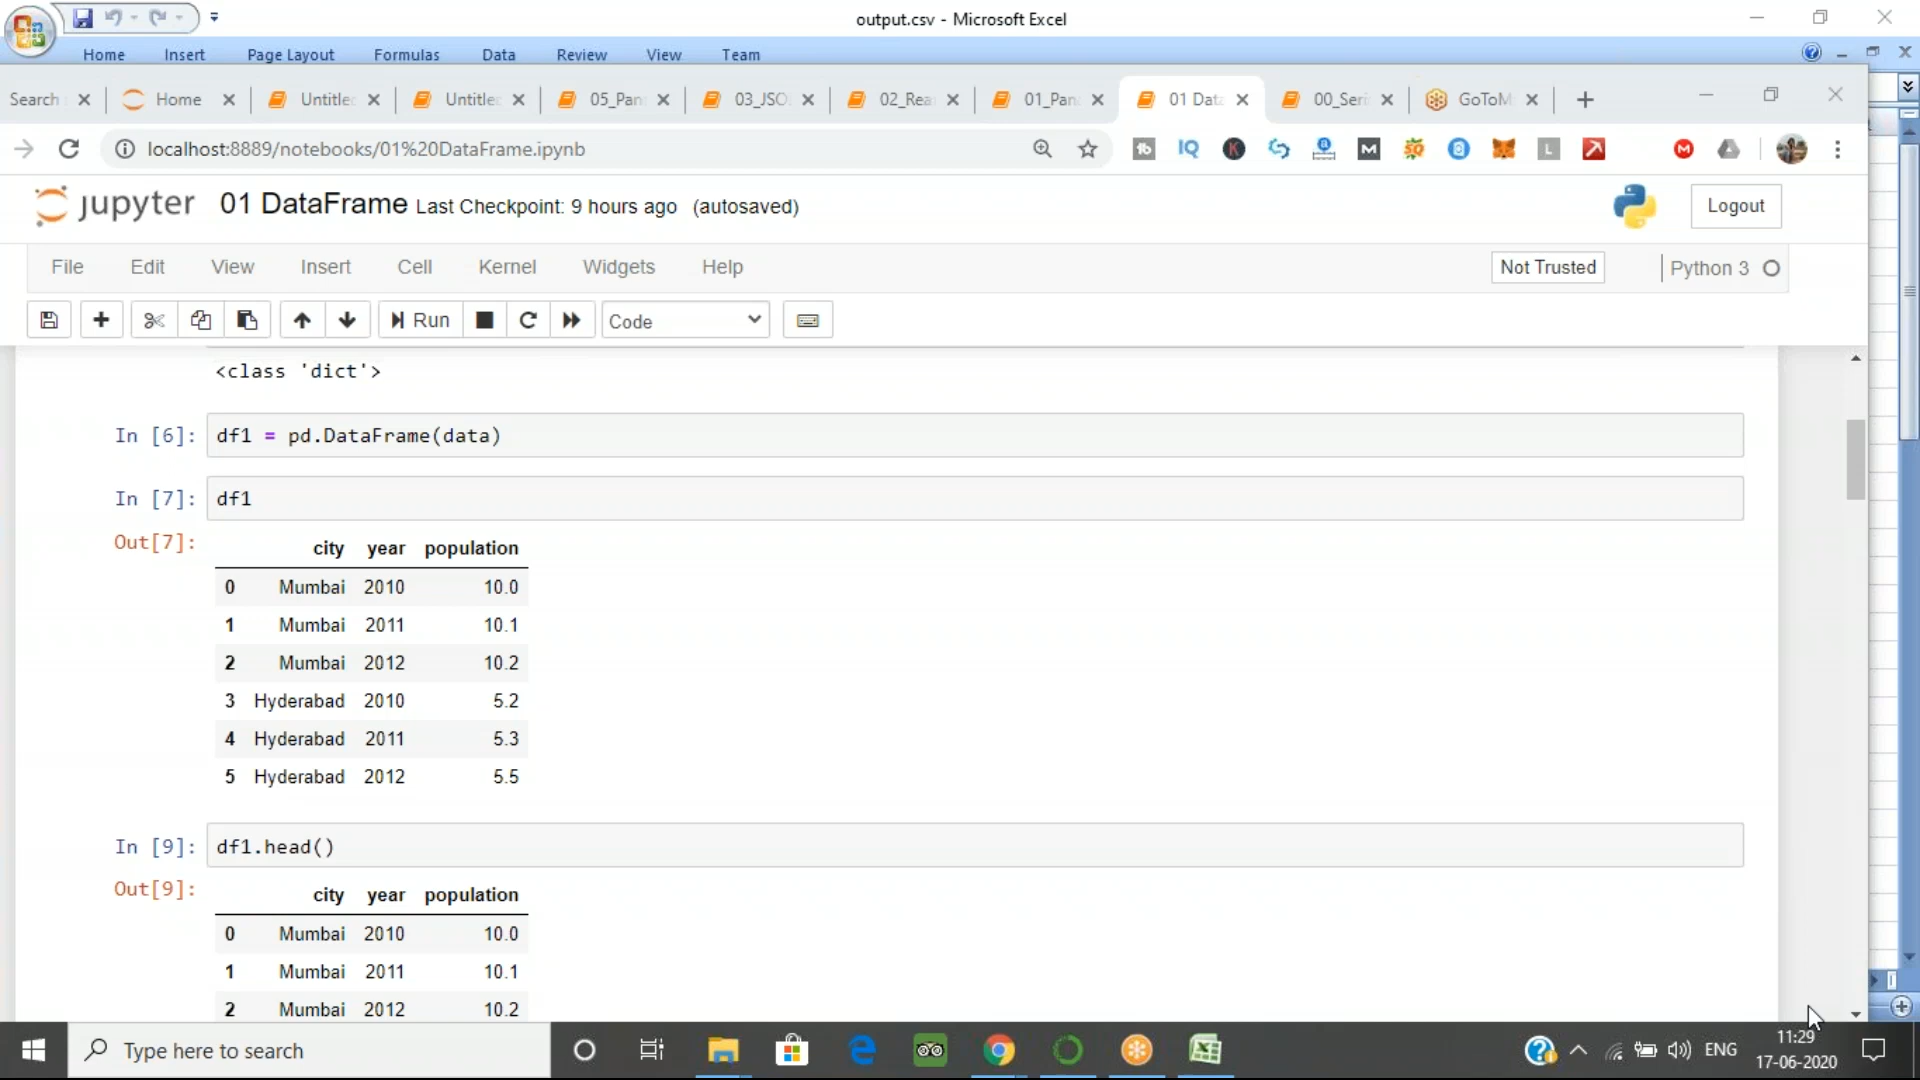 output.csv - Microsoft Excel
Home Insert Page Layout Formulas Data Review View Team
Search Home Untitled Untitled 05_Pan 03_JSO 02_Rea 01_Pan 01 Data 00_Seri GoToM
localhost:8889/notebooks/01%20DataFrame.ipynb
jupyter 01 DataFrame Last Checkpoint: 9 hours ago (autosaved) Logout
File Edit View Insert Cell Kernel Widgets Help Not Trusted Python 3
Run Code
<class 'dict'>
In [6]: df1 = pd.DataFrame(data)
In [7]: df1
Out[7]:
city year population
0 Mumbai 2010 10.0
1 Mumbai 2011 10.1
2 Mumbai 2012 10.2
3 Hyderabad 2010 5.2
4 Hyderabad 2011 5.3
5 Hyderabad 2012 5.5
In [9]: df1.head()
Out[9]:
city year population
0 Mumbai 2010 10.0
1 Mumbai 2011 10.1
2 Mumbai 2012 10.2
Type here to search
ENG
11:29
17-06-2020